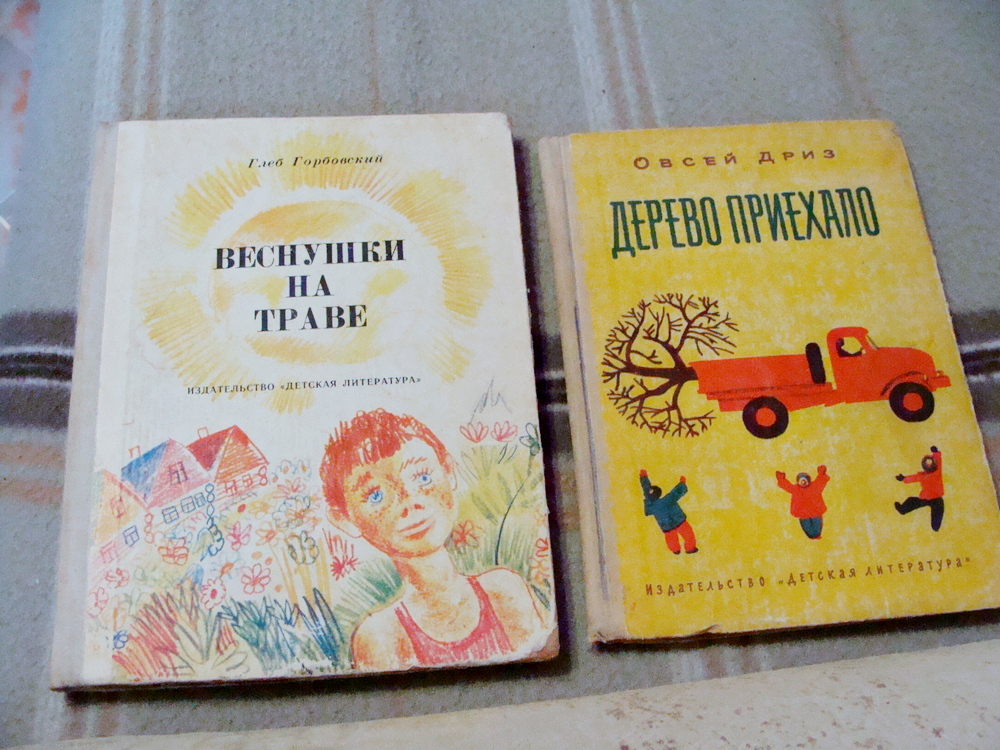 Глеб Горбовский
ВЕСНУШКИ
НА
ТРАВЕ
ИЗДАТЕЛЬСТВО «ДЕТСКАЯ ЛИТЕРАТУРА»
ОВСЕЙ ДРИЗ
ДЕРЕВО ПРИЕХАЛО
ИЗДАТЕЛЬСТВО „ДЕТСКАЯ ЛИТЕРАТУРА"